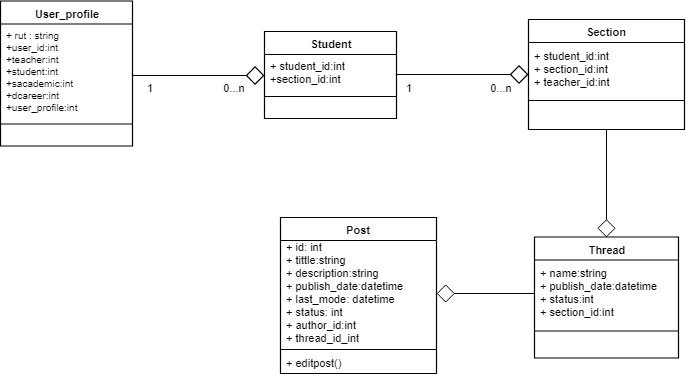 User_profile
+ rut : string
+user_id:int
+teacher:int
+student:int
+sacademic:int
+dcareer:int
+user_profile:int
1
0...n
Student
+ student_id:int
+section_id:int
1
0...n
Section
+ student_id:int
+ section_id:int
+ teacher_id:int
Post
+ id: int
+ tittle:string
+ description:string
+ publish_date:datetime
+ last_mode: datetime
+ status: int
+ author_id:int
+ thread_id_int
+ editpost()
Thread
+ name:string
+ publish_date:datetime
+ status:int
+ section_id:int